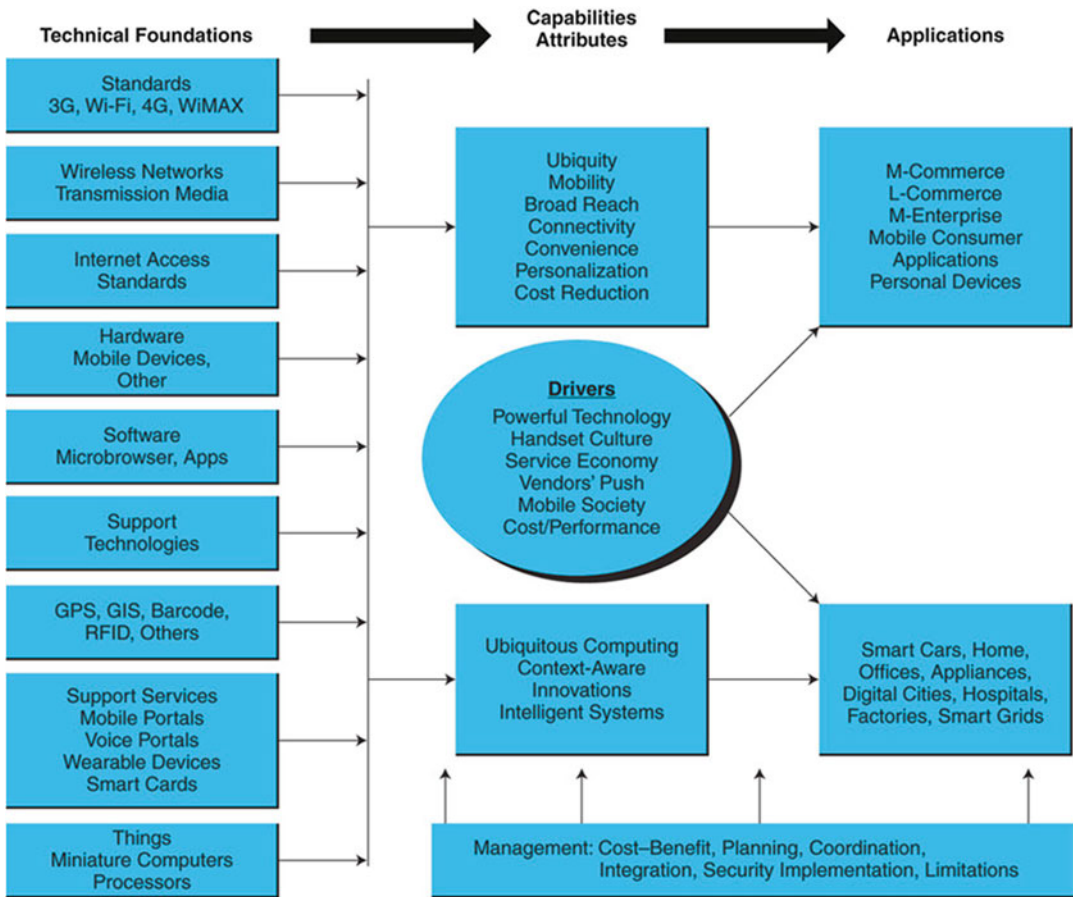 Technical Foundations
Capabilities
Attributes
Applications
Standards
3G, Wi-Fi, 4G, WiMAX
Wireless Networks
Transmission Media
Internet Access
Standards
Hardware
Mobile Devices,
Other
Software
Microbrowser, Apps
Support
Technologies
GPS, GIS, Barcode,
RFID, Others
Support Services
Mobile Portals
Voice Portals
Wearable Devices
Smart Cards
Things
Miniature Computers
Processors
Ubiquity
Mobility
Broad Reach
Connectivity
Convenience
Personalization
Cost Reduction
Drivers
Powerful Technology
Handset Culture
Service Economy
Vendors' Push
Mobile Society
Cost/Performance
Ubiquitous Computing
Context-Aware
Innovations
Intelligent Systems
M-Commerce
L-Commerce
M-Enterprise
Mobile Consumer
Applications
Personal Devices
Smart Cars, Home,
Offices, Appliances,
Digital Cities, Hospitals,
Factories, Smart Grids
Management: Cost–Benefit, Planning, Coordination,
Integration, Security Implementation, Limitations